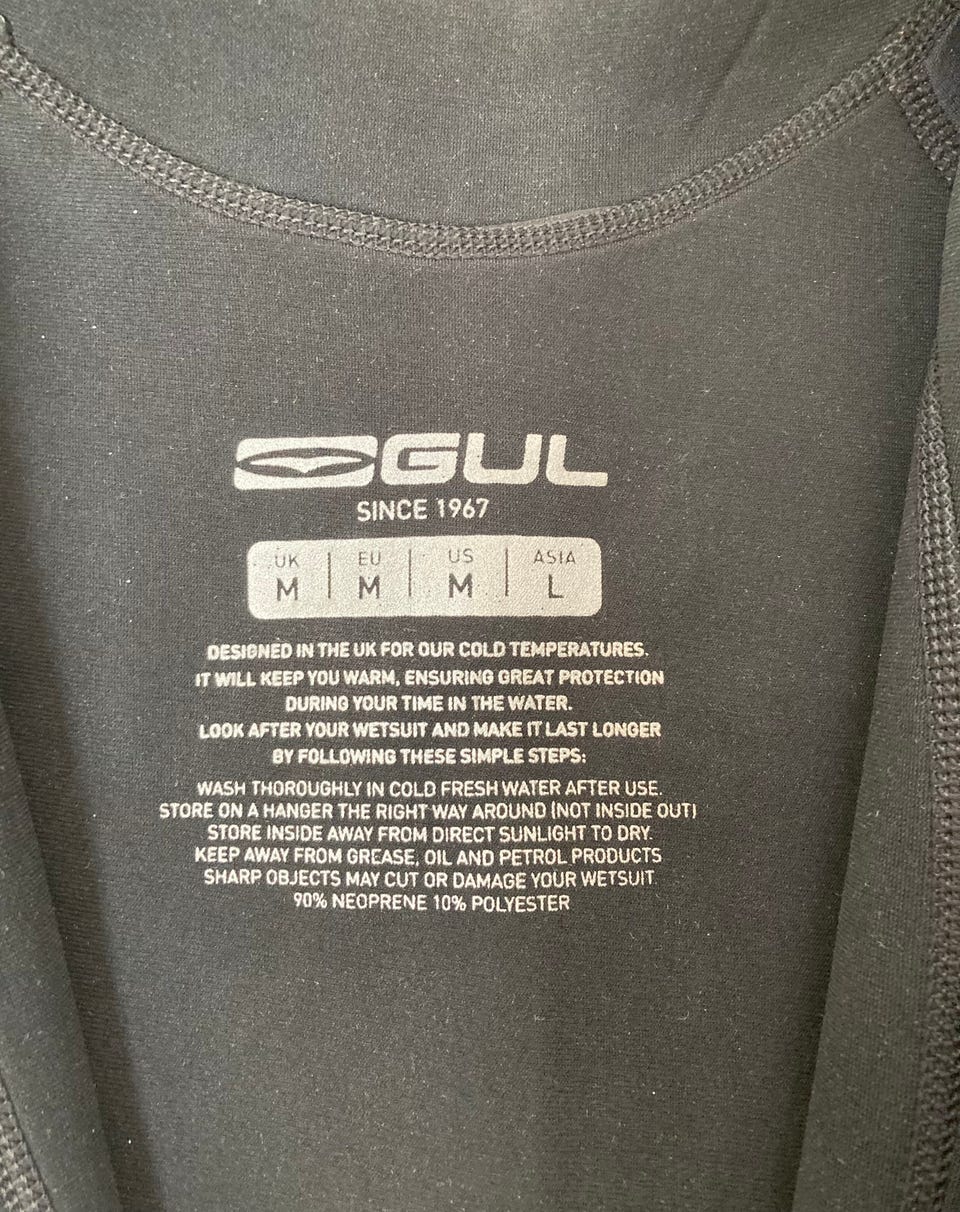 GUL
SINCE 1967
UK EU US ASIA
M M M L
DESIGNED IN THE UK FOR OUR COLD TEMPERATURES.
IT WILL KEEP YOU WARM, ENSURING GREAT PROTECTION
DURING YOUR TIME IN THE WATER.
LOOK AFTER YOUR WETSUIT AND MAKE IT LAST LONGER
BY FOLLOWING THESE SIMPLE STEPS:
WASH THOROUGHLY IN COLD FRESH WATER AFTER USE.
STORE ON A HANGER THE RIGHT WAY AROUND (NOT INSIDE OUT)
STORE INSIDE AWAY FROM DIRECT SUNLIGHT TO DRY.
KEEP AWAY FROM GREASE, OIL AND PETROL PRODUCTS
SHARP OBJECTS MAY CUT OR DAMAGE YOUR WETSUIT.
90% NEOPRENE 10% POLYESTER